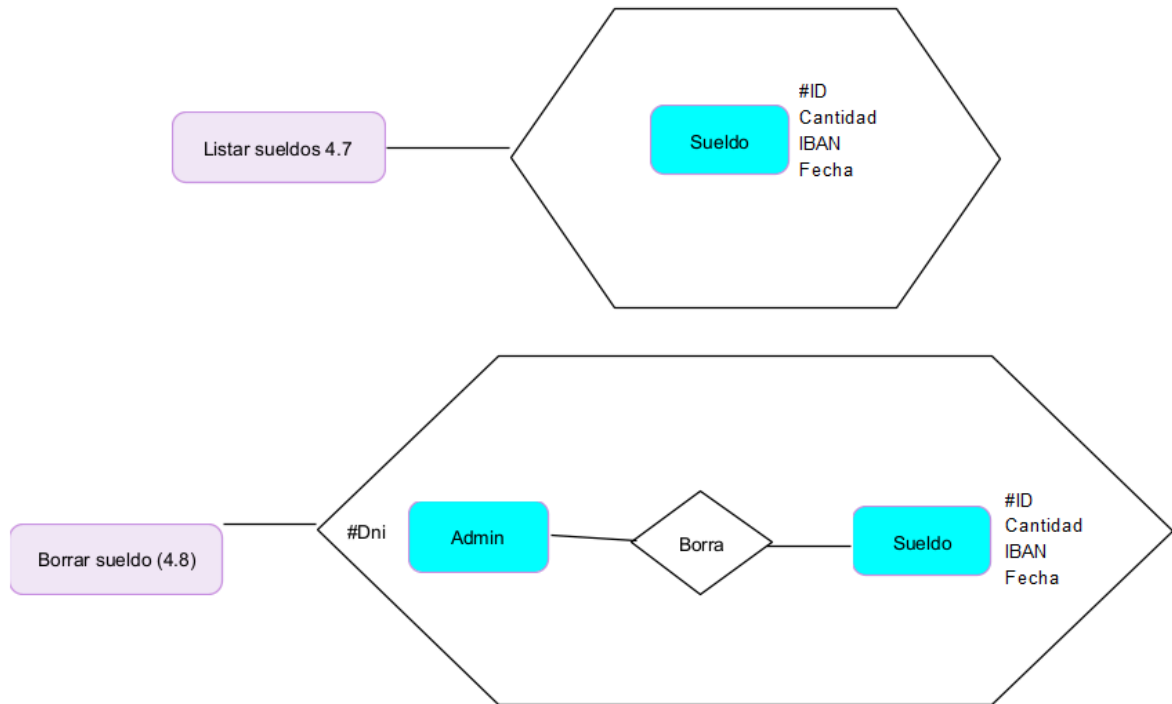 Listar sueldos 4.7
Sueldo
#ID
Cantidad
IBAN
Fecha
Borrar sueldo (4.8)
#Dni
Admin
Borra
Sueldo
#ID
Cantidad
IBAN
Fecha